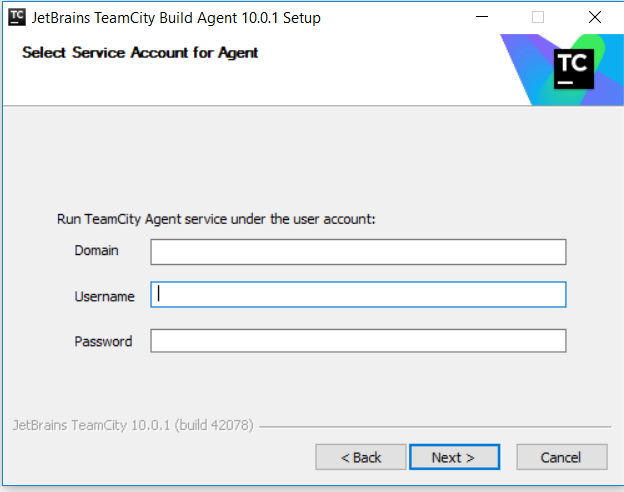 TC JetBrains TeamCity Build Agent 10.0.1 Setup
Select Service Account for Agent
TC
Run TeamCity Agent service under the user account:
Domain
Username
Password
JetBrains TeamCity 10.0.1 (build 42078)
< Back Next > Cancel